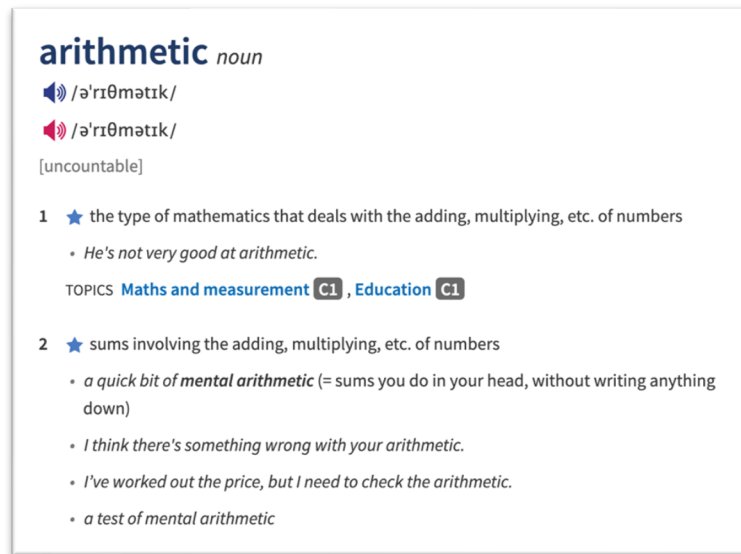 arithmetic noun
/əˈrɪθmətɪk/
/əˈrɪθmətɪk/
[uncountable]
1 the type of mathematics that deals with the adding, multiplying, etc. of numbers
• He's not very good at arithmetic.
TOPICS Maths and measurement C1 , Education C1
2 sums involving the adding, multiplying, etc. of numbers
• a quick bit of mental arithmetic (= sums you do in your head, without writing anything
down)
• I think there's something wrong with your arithmetic.
• I’ve worked out the price, but I need to check the arithmetic.
• a test of mental arithmetic